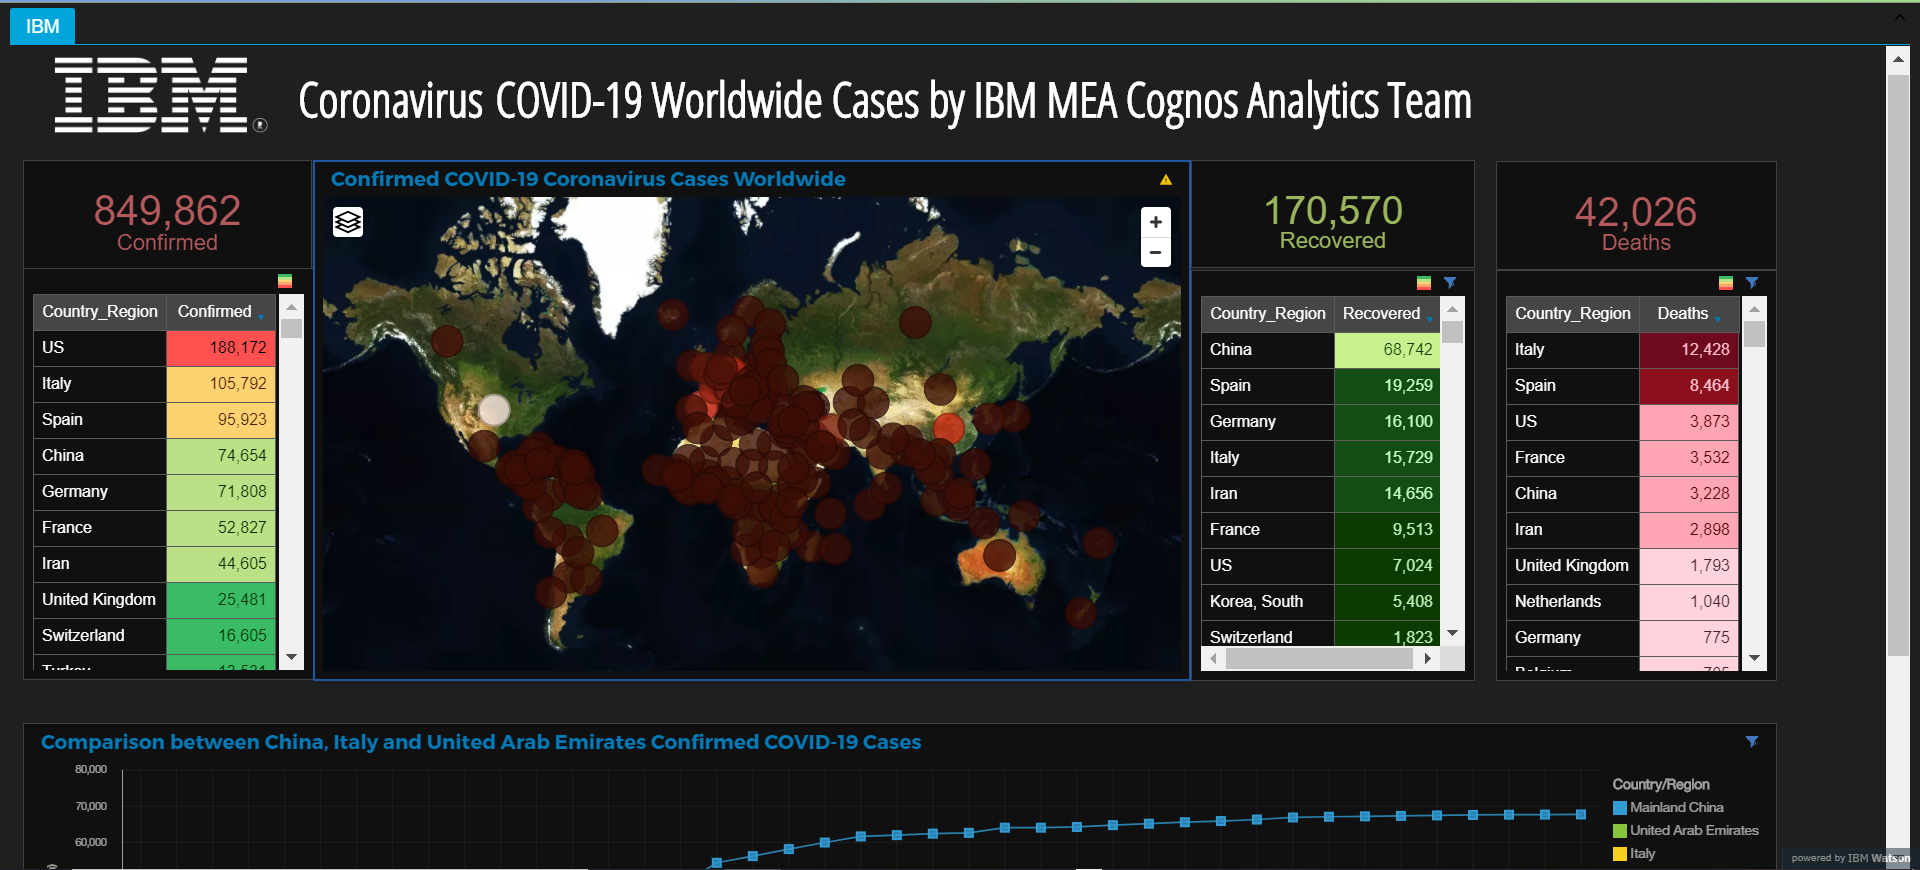 IBM
IBM®
Coronavirus COVID-19 Worldwide Cases by IBM MEA Cognos Analytics Team
849,862
Confirmed
Country_Region Confirmed
US 188,172
Italy 105,792
Spain 95,923
China 74,654
Germany 71,808
France 52,827
Iran 44,605
United Kingdom 25,481
Switzerland 16,605
Confirmed COVID-19 Coronavirus Cases Worldwide
+
−
170,570
Recovered
Country_Region Recovered
China 68,742
Spain 19,259
Germany 16,100
Italy 15,729
Iran 14,656
France 9,513
US 7,024
Korea, South 5,408
Switzerland 1,823
42,026
Deaths
Country_Region Deaths
Italy 12,428
Spain 8,464
US 3,873
France 3,532
China 3,228
Iran 2,898
United Kingdom 1,793
Netherlands 1,040
Germany 775
Comparison between China, Italy and United Arab Emirates Confirmed COVID-19 Cases
80,000
70,000
60,000
Country/Region
Mainland China
United Arab Emirates
Italy
powered by IBM Watson